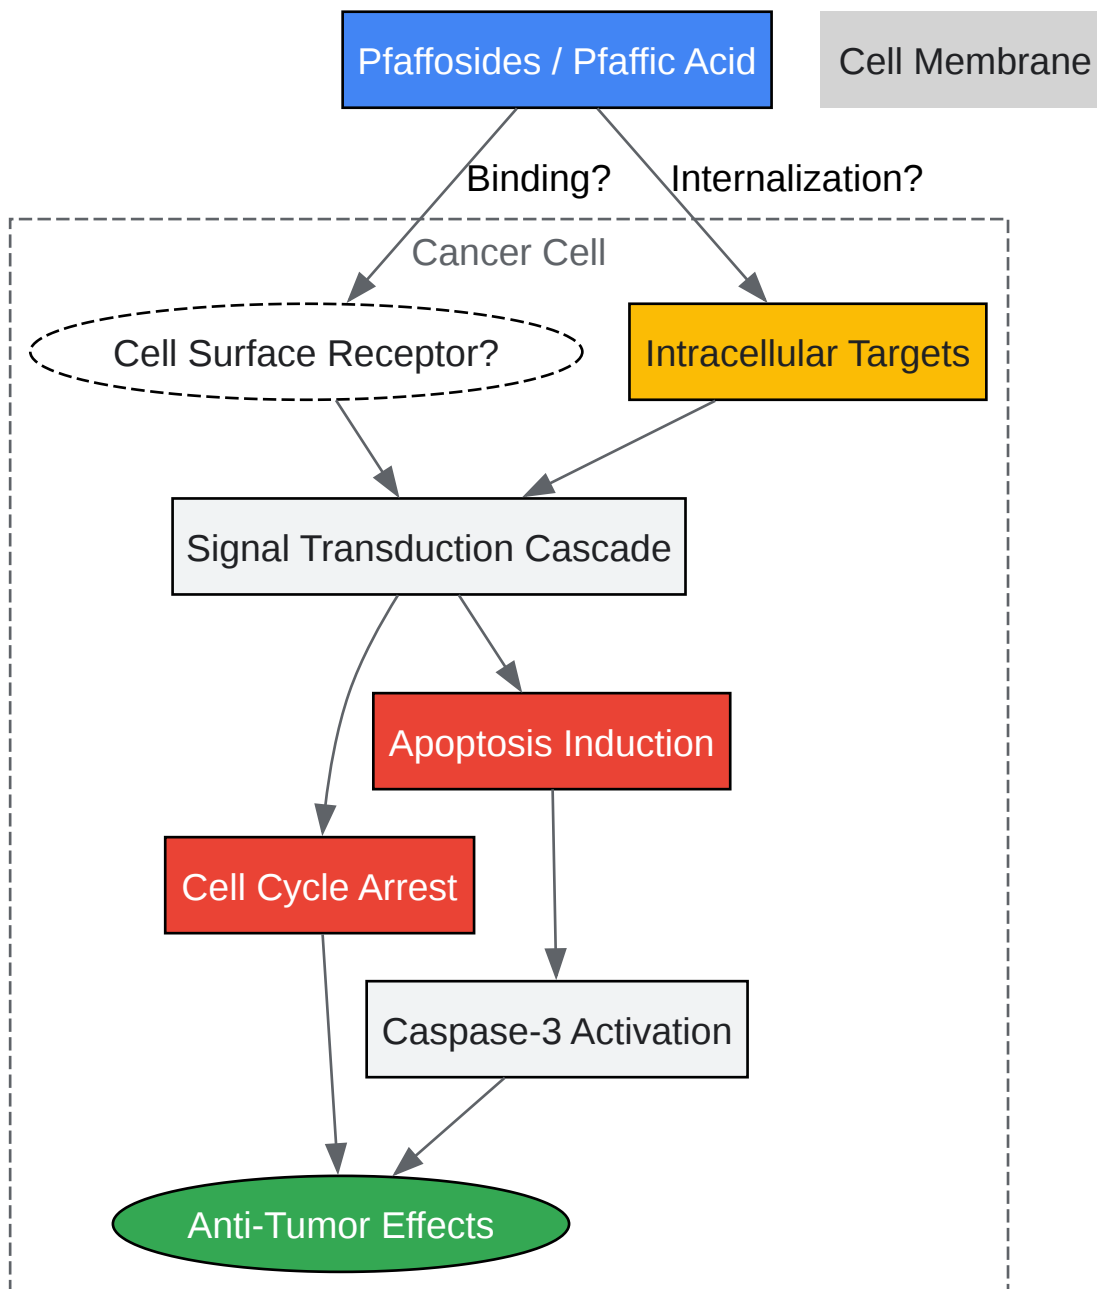 Pfaffosides / Pfaffic Acid
Cell Membrane
Binding?
Internalization?
Cancer Cell
Cell Surface Receptor?
Intracellular Targets
Signal Transduction Cascade
Apoptosis Induction
Cell Cycle Arrest
Caspase-3 Activation
Anti-Tumor Effects